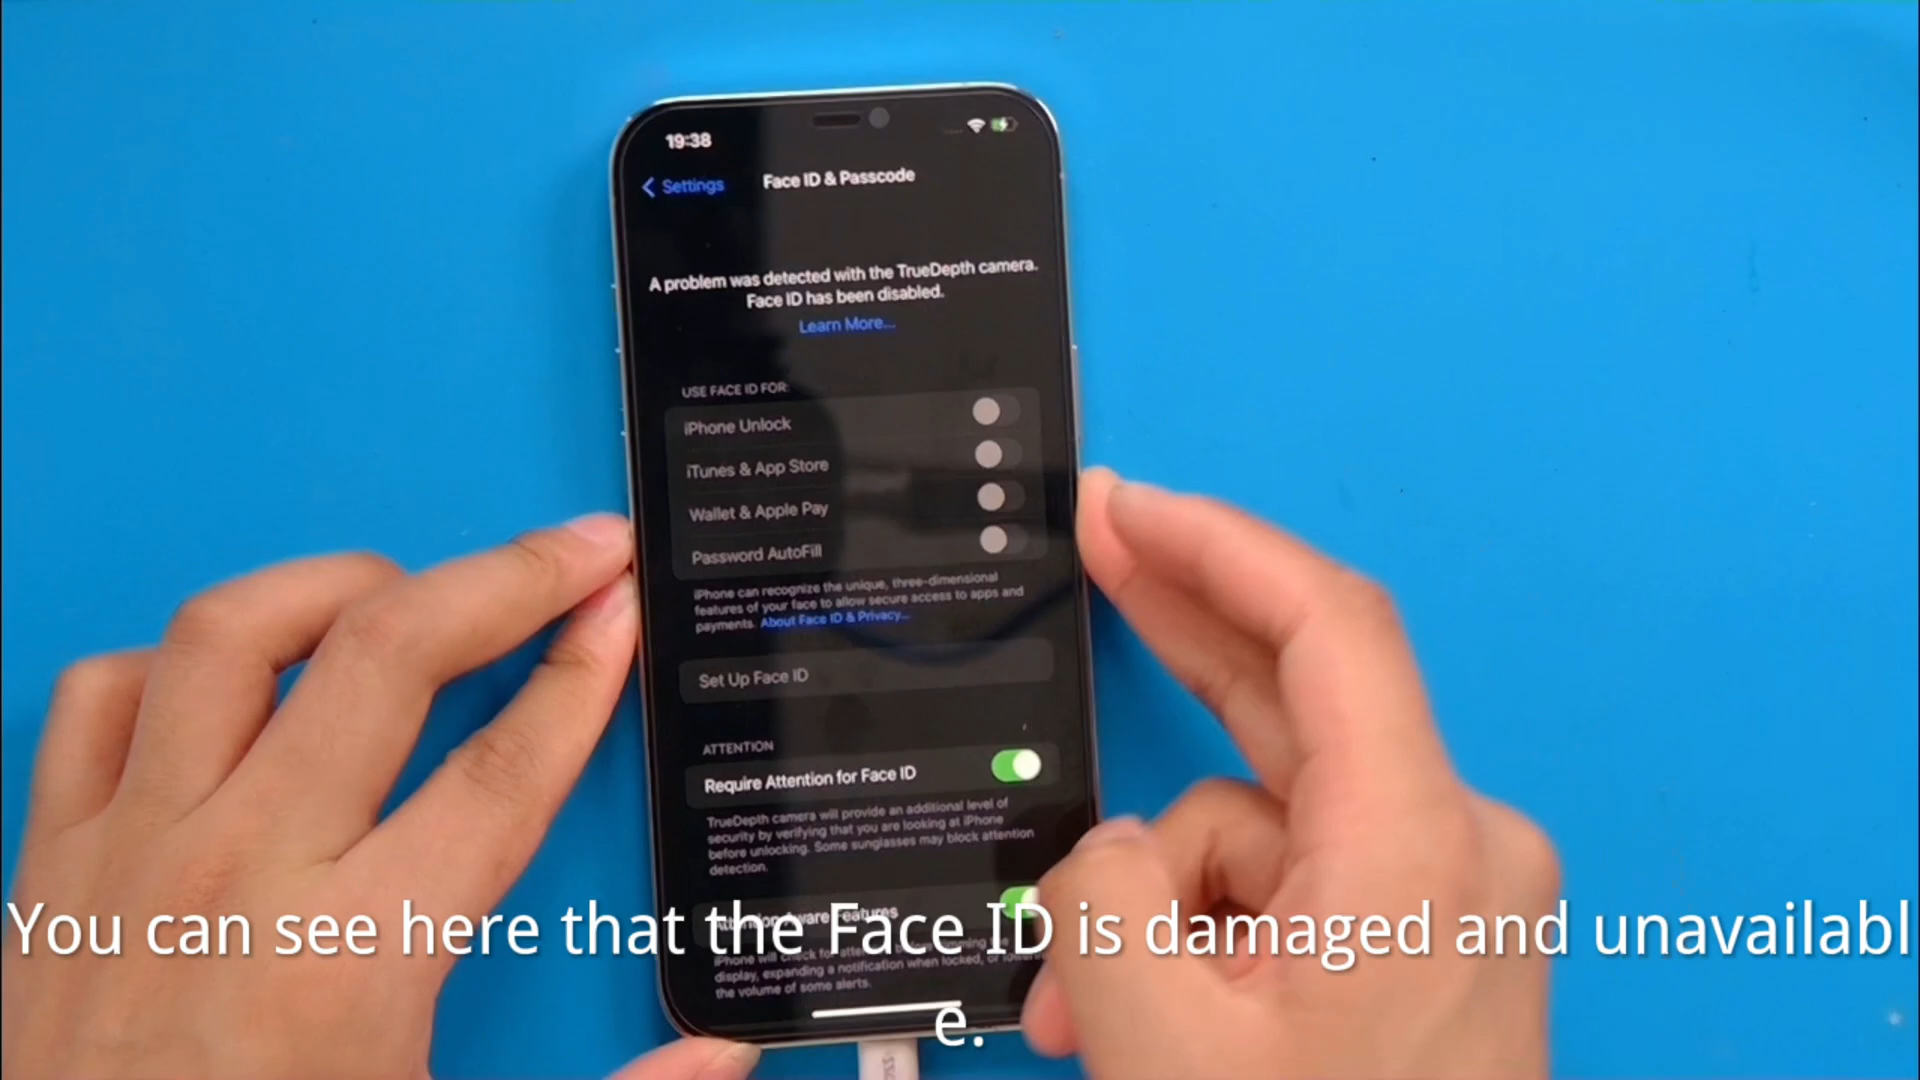 19:38
Settings
Face ID & Passcode
A problem was detected with the TrueDepth camera.
Face ID has been disabled.
Learn More...
USE FACE ID FOR:
iPhone Unlock
iTunes & App Store
Wallet & Apple Pay
Password AutoFill
iPhone can recognize the unique, three-dimensional
features of your face to allow secure access to apps and
payments. About Face ID & Privacy...
Set Up Face ID
ATTENTION
Require Attention for Face ID
TrueDepth camera will provide an additional level of
security by verifying that you are looking at iPhone
before unlocking. Some sunglasses may block attention
detection.
Features
iPhone will check for
display, expanding a notification when locked, or
the volume of some alerts.
You can see here that the Face ID is damaged and unavailabl
e.